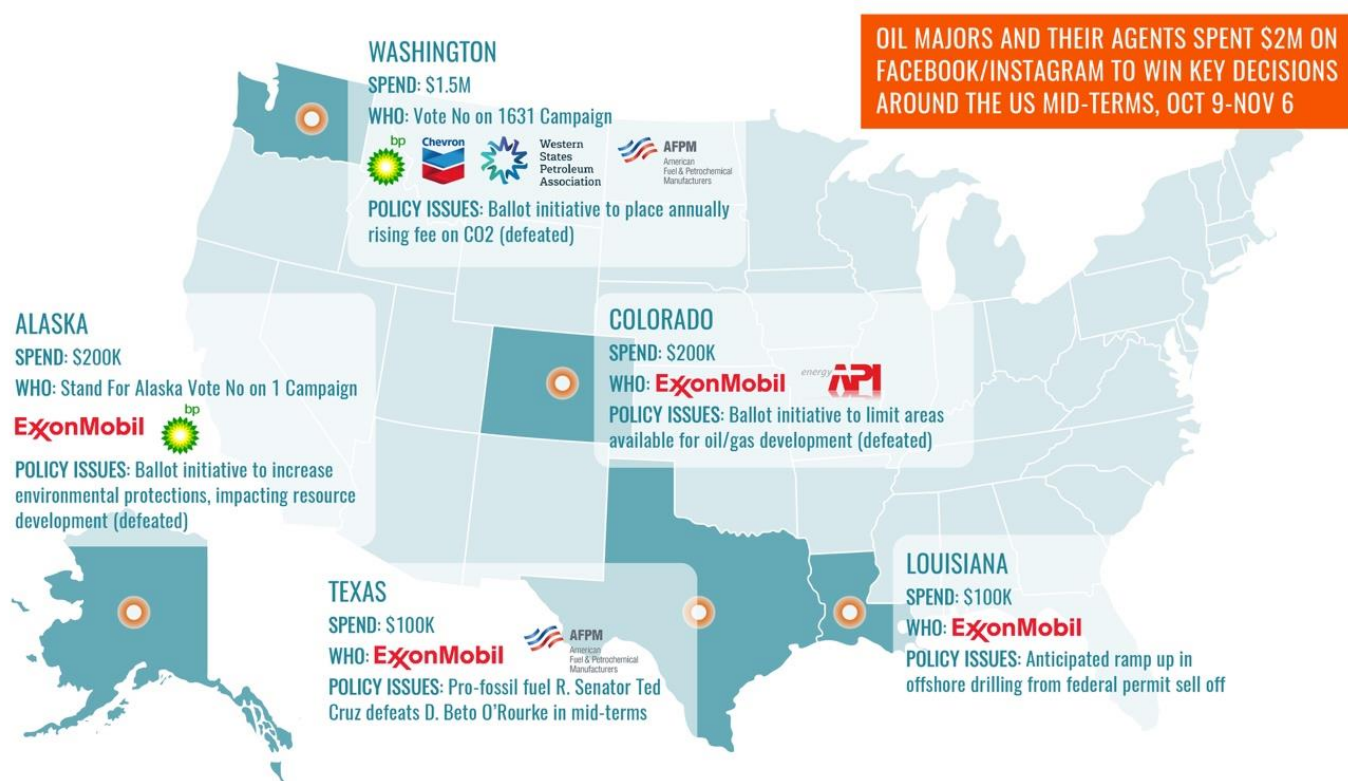 OIL MAJORS AND THEIR AGENTS SPENT $2M ON
FACEBOOK/INSTAGRAM TO WIN KEY DECISIONS
AROUND THE US MID-TERMS, OCT 9-NOV 6
WASHINGTON
SPEND: $1.5M
WHO: Vote No on 1631 Campaign
bp
Chevron
Western
States
Petroleum
Association
AFPM
American
Fuel & Petrochemical
Manufacturers
POLICY ISSUES: Ballot initiative to place annually
rising fee on CO2 (defeated)
ALASKA
SPEND: $200K
WHO: Stand For Alaska Vote No on 1 Campaign
ExxonMobil
bp
POLICY ISSUES: Ballot initiative to increase
environmental protections, impacting resource
development (defeated)
COLORADO
SPEND: $200K
WHO: ExxonMobil
energy API
POLICY ISSUES: Ballot initiative to limit areas
available for oil/gas development (defeated)
TEXAS
SPEND: $100K
WHO: ExxonMobil
AFPM
American
Fuel & Petrochemical
Manufacturers
POLICY ISSUES: Pro-fossil fuel R. Senator Ted
Cruz defeats D. Beto O'Rourke in mid-terms
LOUISIANA
SPEND: $100K
WHO: ExxonMobil
POLICY ISSUES: Anticipated ramp up in
offshore drilling from federal permit sell off